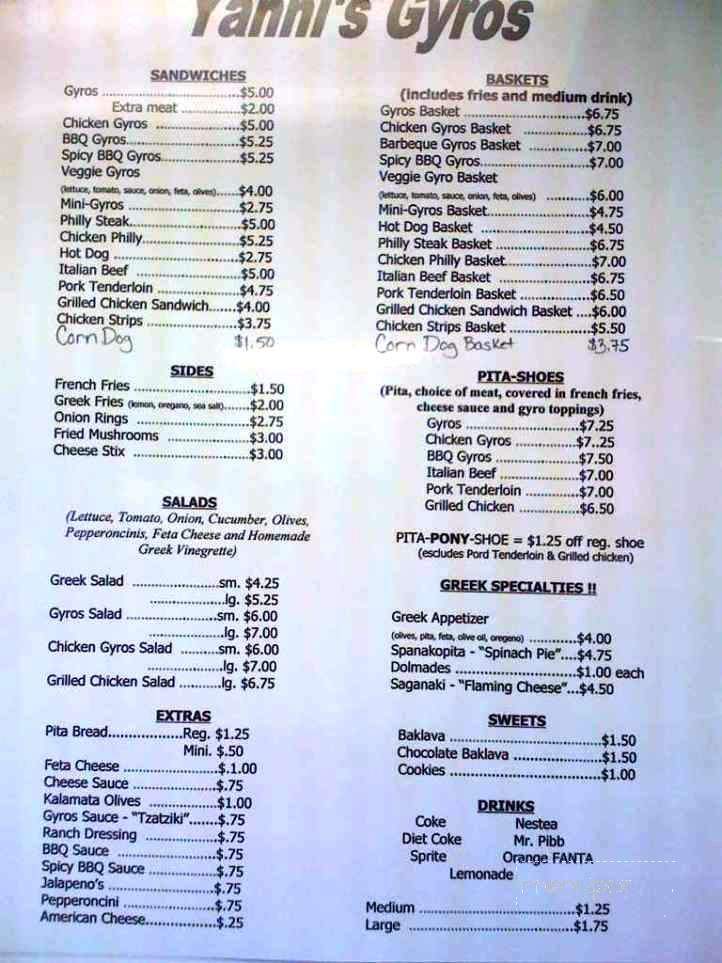 Yanni's Gyros
SANDWICHES
Gyros ...............................$5.00
Extra meat ..............$2.00
Chicken Gyros ...................$5.00
BBQ Gyros.........................$5.25
Spicy BBQ Gyros.................$5.25
Veggie Gyros
(lettuce, tomato, sauce, onion, feta, olives)......$4.00
Mini-Gyros .........................$2.75
Philly Steak.........................$5.00
Chicken Philly......................$5.25
Hot Dog ............................$2.75
Italian Beef ........................$5.00
Pork Tenderloin ..................$4.75
Grilled Chicken Sandwich.......$4.00
Chicken Strips .....................$3.75
Corn Dog $1.50
SIDES
French Fries .............................$1.50
Greek Fries (lemon, oregano, sea salt).......$2.00
Onion Rings .............................$2.75
Fried Mushrooms ......................$3.00
Cheese Stix .............................$3.00
SALADS
(Lettuce, Tomato, Onion, Cucumber, Olives,
Pepperoncinis, Feta Cheese and Homemade
Greek Vinegrette)
Greek Salad .................sm. $4.25
...............lg. $5.25
Gyros Salad ..................sm. $6.00
...............lg. $7.00
Chicken Gyros Salad .........sm. $6.00
...............lg. $7.00
Grilled Chicken Salad ..........lg. $6.75
EXTRAS
Pita Bread..................Reg. $1.25
Mini. $.50
Feta Cheese ......................$.1.00
Cheese Sauce .....................$.75
Kalamata Olives ..................$1.00
Gyros Sauce - "Tzatziki".......$.75
Ranch Dressing ...................$.75
BBQ Sauce ........................$.75
Spicy BBQ Sauce .................$.75
Jalapeno's ..........................$.75
Pepperoncini ......................$.75
American Cheese.................$.25
BASKETS
(Includes fries and medium drink)
Gyros Basket .............................$6.75
Chicken Gyros Basket ...............$6.75
Barbeque Gyros Basket .............$7.00
Spicy BBQ Gyros........................$7.00
Veggie Gyro Basket
(lettuce, tomato, sauce, onion, feta, olives) ..........$6.00
Mini-Gyros Basket........................$4.75
Hot Dog Basket .........................$4.50
Philly Steak Basket .....................$6.75
Chicken Philly Basket....................$7.00
Italian Beef Basket .....................$6.75
Pork Tenderloin Basket ................$6.50
Grilled Chicken Sandwich Basket ....$6.00
Chicken Strips Basket ..................$5.50
Corn Dog Basket $3.75
PITA-SHOES
(Pita, choice of meat, covered in french fries,
cheese sauce and gyro toppings)
Gyros ............................$7.25
Chicken Gyros ................$7..25
BBQ Gyros .....................$7.50
Italian Beef ....................$7.00
Pork Tenderloin ..............$7.00
Grilled Chicken ...............$6.50
PITA-PONY-SHOE = $1.25 off reg. shoe
(escludes Pord Tenderloin & Grilled chicken)
GREEK SPECIALTIES !!
Greek Appetizer
(olives, pita, feta, olive oil, oregeno) ............$4.00
Spanakopita - "Spinach Pie"....$4.75
Dolmades ..............................$1.00 each
Saganaki - "Flaming Cheese"...$4.50
SWEETS
Baklava ....................................$1.50
Chocolate Baklava .....................$1.50
Cookies ....................................$1.00
DRINKS
Coke Nestea
Diet Coke Mr. Pibb
Sprite Orange FANTA
Lemonade
Medium .....................................$1.25
Large .......................................$1.75